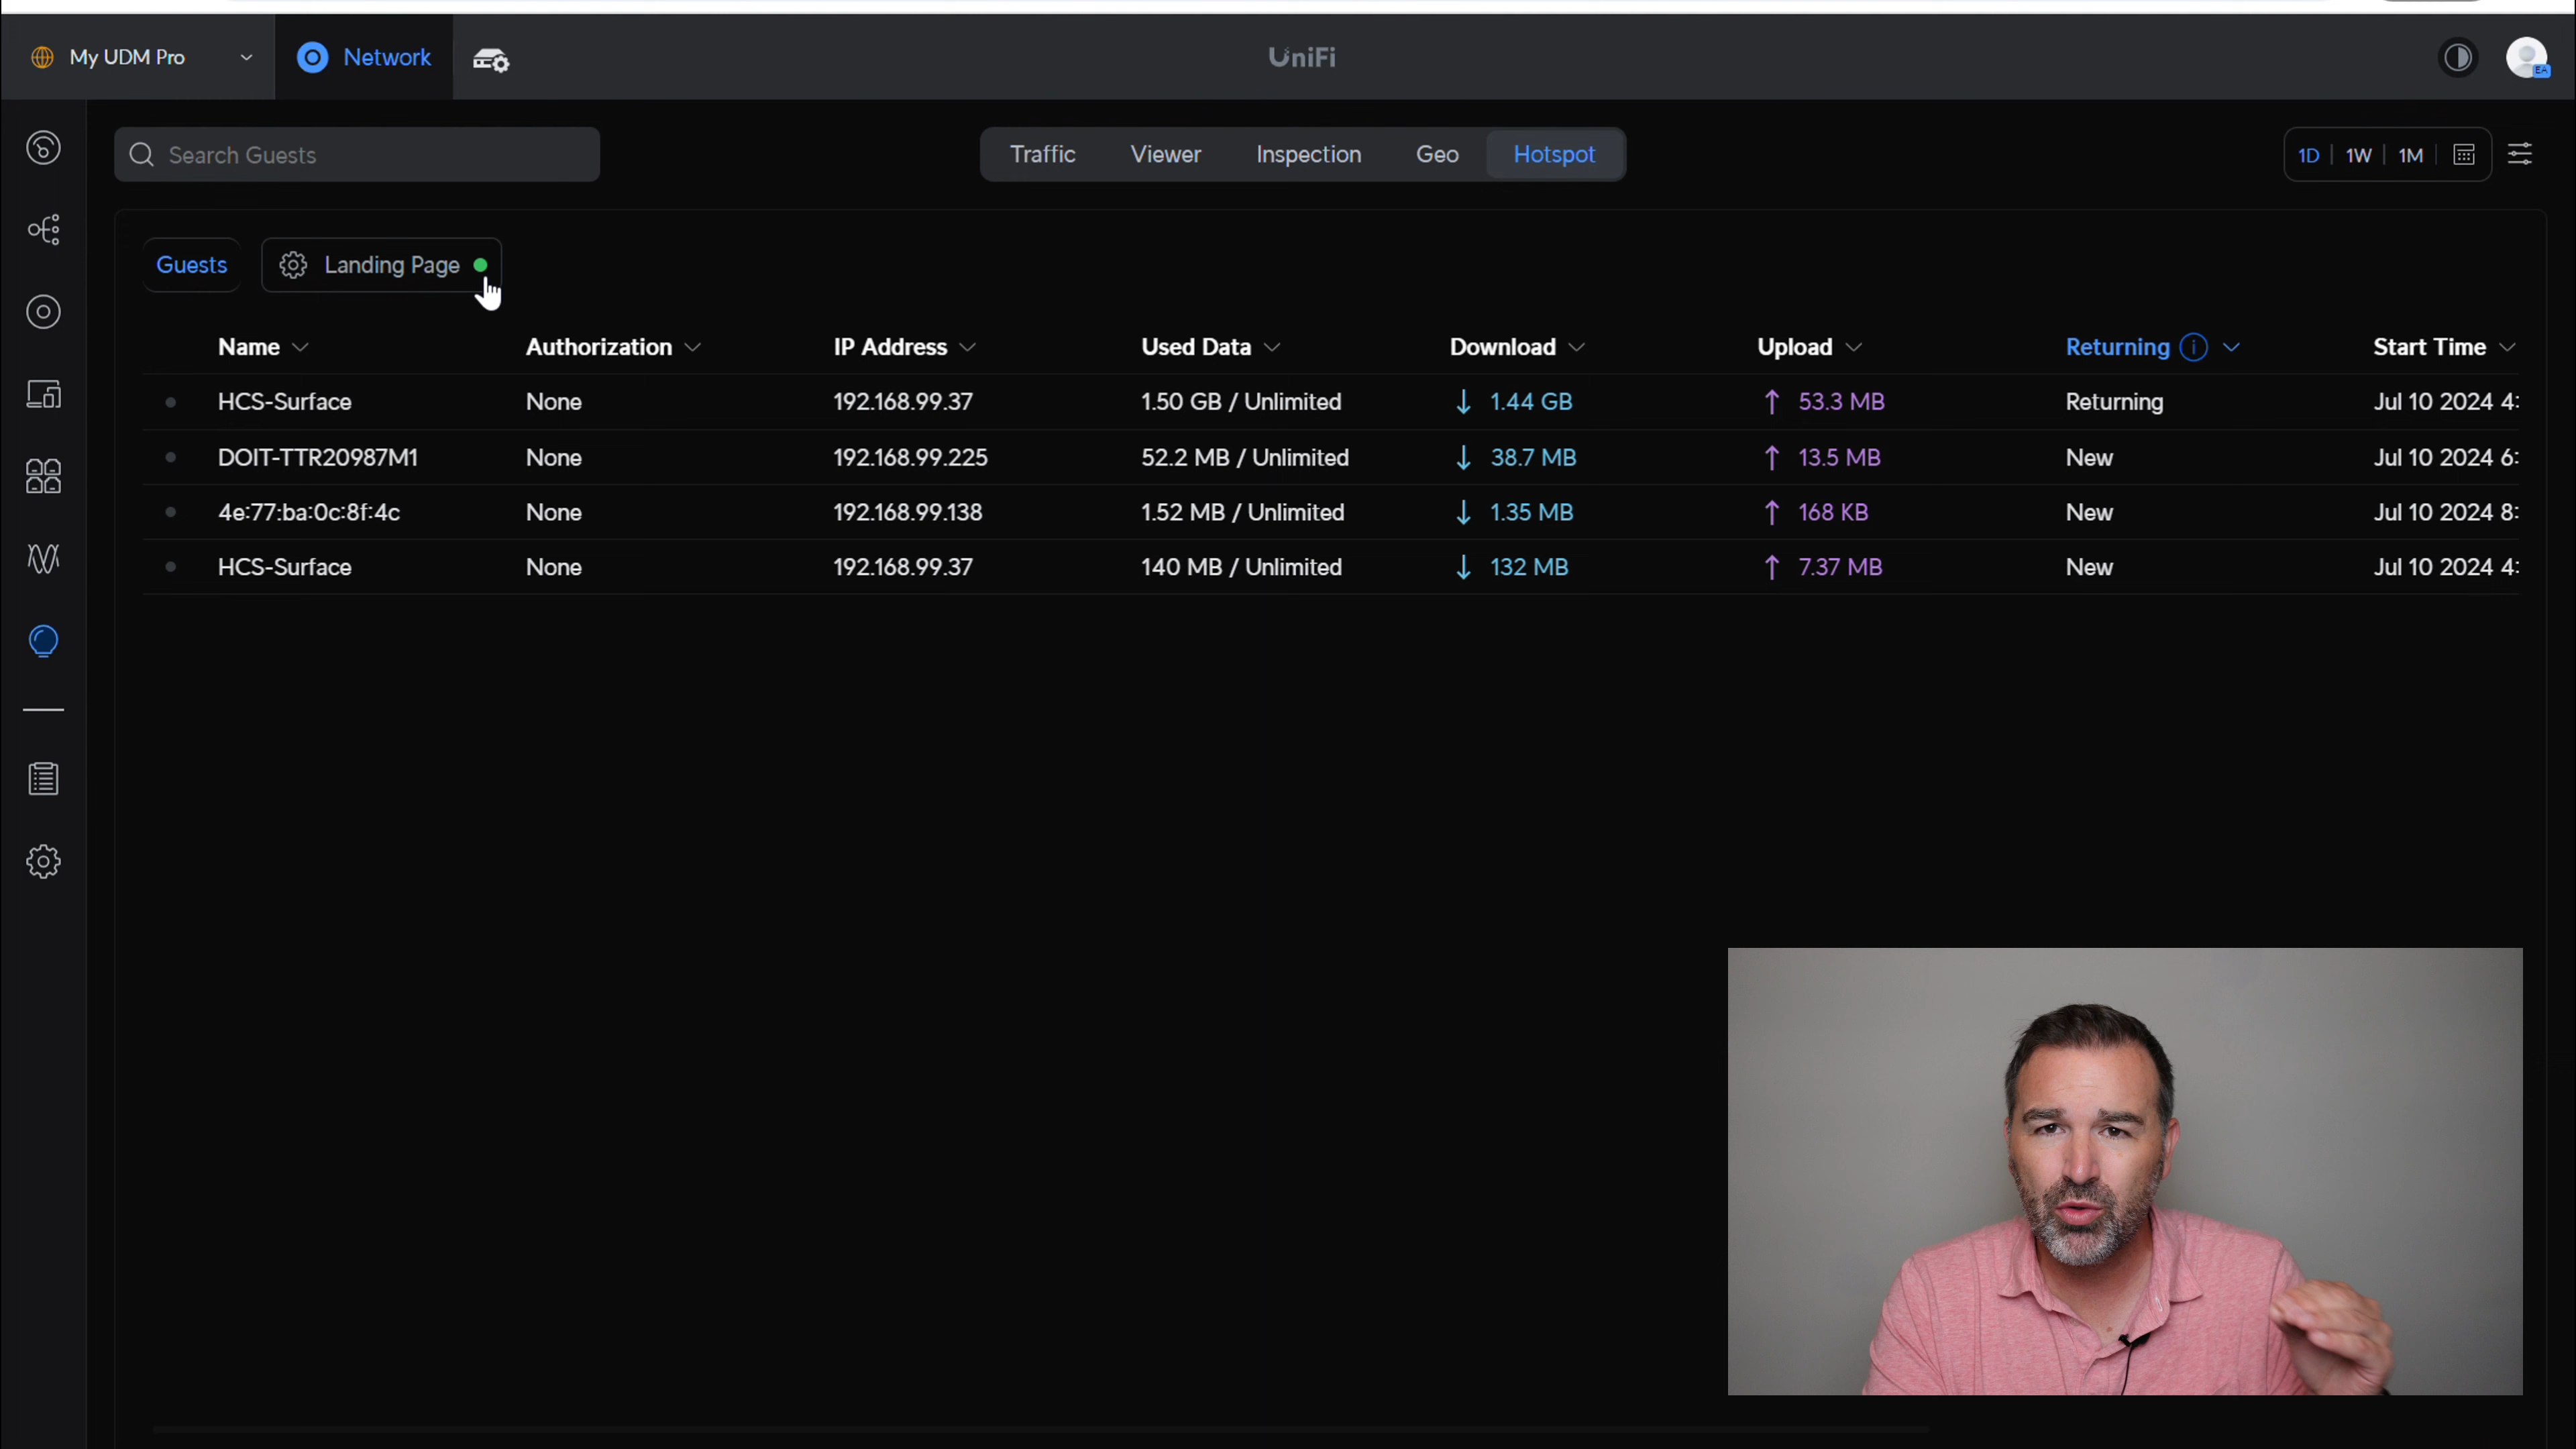 My UDM Pro Network UniFi EA
Search Guests Traffic Viewer Inspection Geo Hotspot 1D 1W 1M
Guests Landing Page
Name Authorization IP Address Used Data Download Upload Returning Start Time
HCS-Surface None 192.168.99.37 1.50 GB / Unlimited ↓ 1.44 GB ↑ 53.3 MB Returning Jul 10 2024 4:
DOIT-TTR20987M1 None 192.168.99.225 52.2 MB / Unlimited ↓ 38.7 MB ↑ 13.5 MB New Jul 10 2024 6:
4e:77:ba:0c:8f:4c None 192.168.99.138 1.52 MB / Unlimited ↓ 1.35 MB ↑ 168 KB New Jul 10 2024 8:
HCS-Surface None 192.168.99.37 140 MB / Unlimited ↓ 132 MB ↑ 7.37 MB New Jul 10 2024 4: